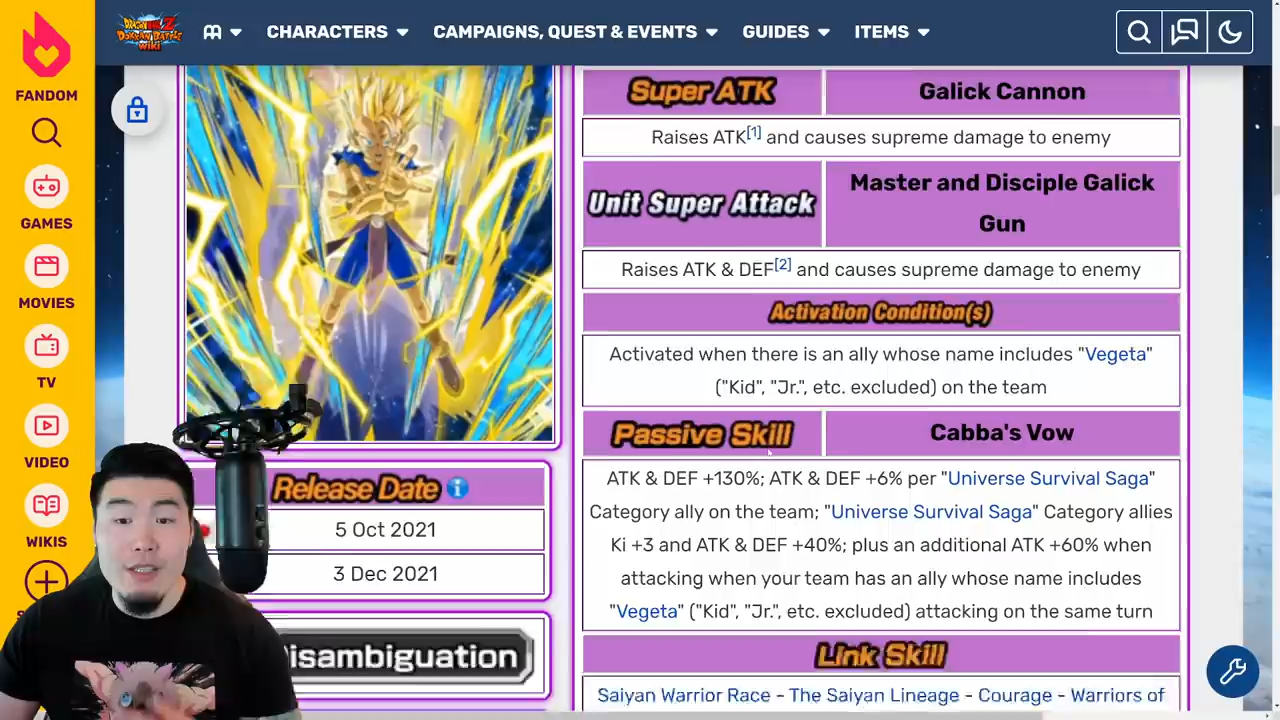 FANDOM
GAMES
MOVIES
TV
VIDEO
WIKIS
DRAGON BALL Z
DOKKAN BATTLE
WIKI
CHARACTERS
CAMPAIGNS, QUEST & EVENTS
GUIDES
ITEMS
Super ATK
Galick Cannon
Raises ATK[1] and causes supreme damage to enemy
Unit Super Attack
Master and Disciple Galick
Gun
Raises ATK & DEF[2] and causes supreme damage to enemy
Activation Condition(s)
Activated when there is an ally whose name includes "Vegeta"
("Kid", "Jr.", etc. excluded) on the team
Passive Skill
Cabba's Vow
ATK & DEF +130%; ATK & DEF +6% per "Universe Survival Saga"
Category ally on the team; "Universe Survival Saga" Category allies
Ki +3 and ATK & DEF +40%; plus an additional ATK +60% when
attacking when your team has an ally whose name includes
"Vegeta" ("Kid", "Jr.", etc. excluded) attacking on the same turn
Link Skill
Saiyan Warrior Race - The Saiyan Lineage - Courage - Warriors of
Release Date
5 Oct 2021
3 Dec 2021
isambiguation